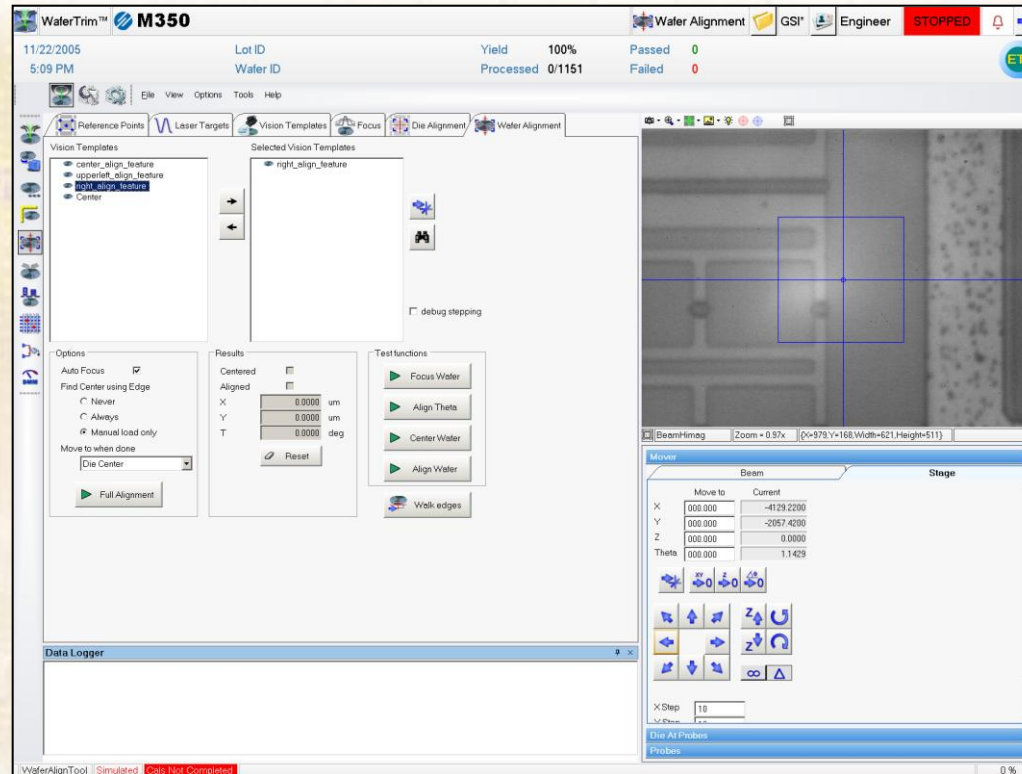 WaferTrim™ M350 Wafer Alignment GSI* Engineer STOPPED
11/22/2005 Lot ID Yield 100% Passed 0
5:09 PM Wafer ID Processed 0/1151 Failed 0
File View Options Tools Help
Reference Points Laser Targets Vision Templates Focus Die Alignment Wafer Alignment
Vision Templates Selected Vision Templates
center_align_feature right_align_feature
upperleft_align_feature
right_align_feature
Center
debug stepping
Options Results Test functions
Auto Focus Centered Focus Wafer
Find Center using Edge Aligned
Never X 0.0000 um Align Theta
Always Y 0.0000 um
Manual load only T 0.0000 deg Center Wafer
Move to when done Reset
Die Center Align Wafer
Full Alignment Walk edges
BeamHimag Zoom = 0.97x {X=979,Y=168,Width=621,Height=511}
Mover
Beam Stage
Move to Current
X 000.000 -4129.2200
Y 000.000 -2057.4200
Z 000.000 0.0000
Theta 000.000 1.1429
XY 0 Z 0 0
Z
Z
∞ Δ
X Step 10
Data Logger
Die At Probes
Probes
WaferAlignTool Simulated Cals Not Completed 0 %